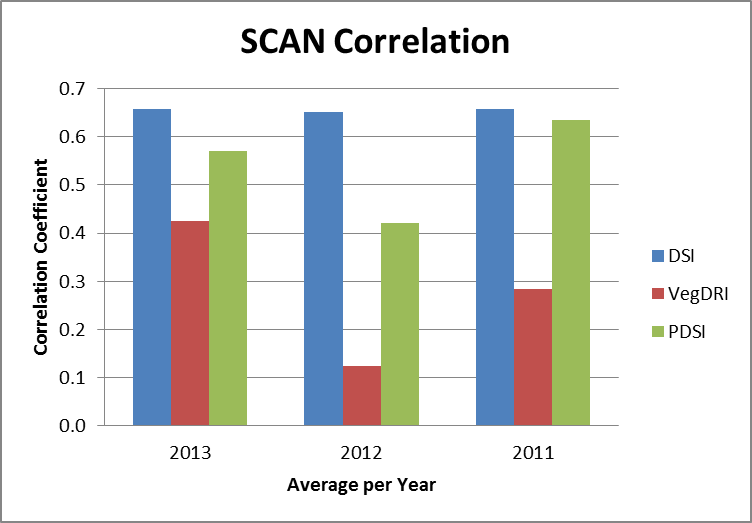 SCAN Correlation
0.7
0.6
0.5
0.4
0.3
0.2
0.1
0.0
Correlation Coefficient
2013 2012 2011
Average per Year
DSI
VegDRI
PDSI